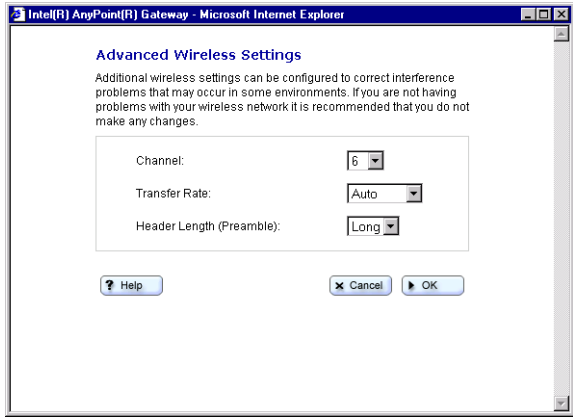 Intel(R) AnyPoint(R) Gateway - Microsoft Internet Explorer
Advanced Wireless Settings
Additional wireless settings can be configured to correct interference
problems that may occur in some environments. If you are not having
problems with your wireless network it is recommended that you do not
make any changes.
Channel: 6
Transfer Rate: Auto
Header Length (Preamble): Long
? Help Cancel OK